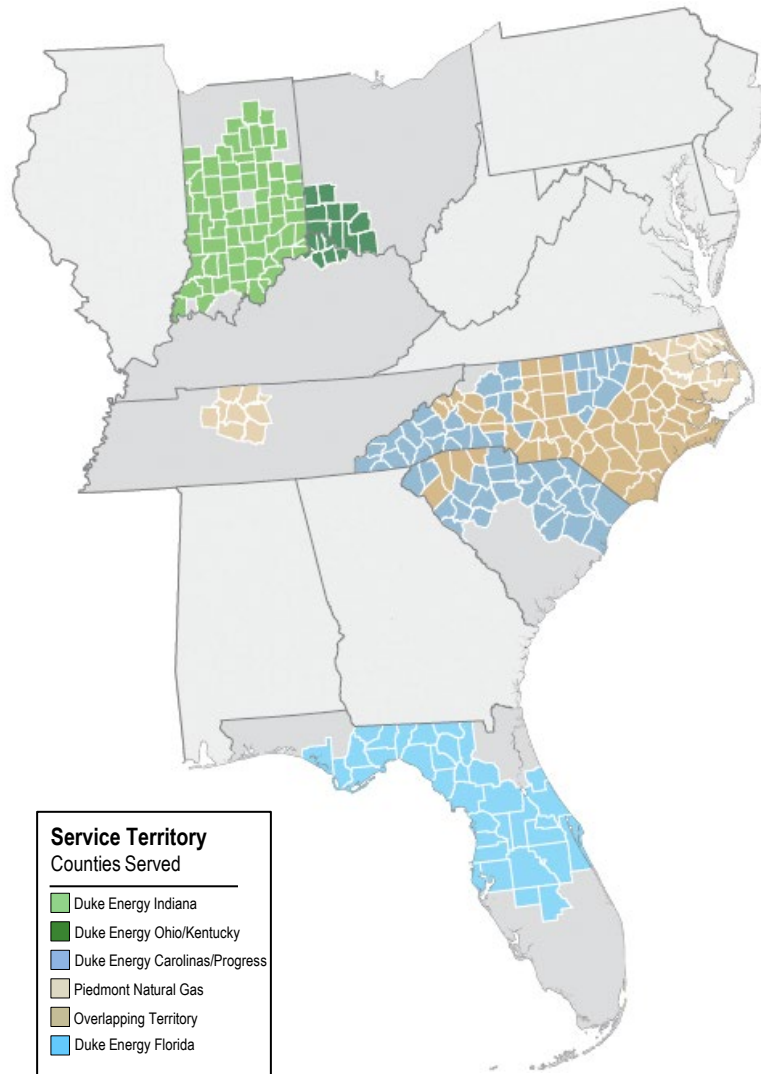 Service Territory
Counties Served
Duke Energy Indiana
Duke Energy Ohio/Kentucky
Duke Energy Carolinas/Progress
Piedmont Natural Gas
Overlapping Territory
Duke Energy Florida